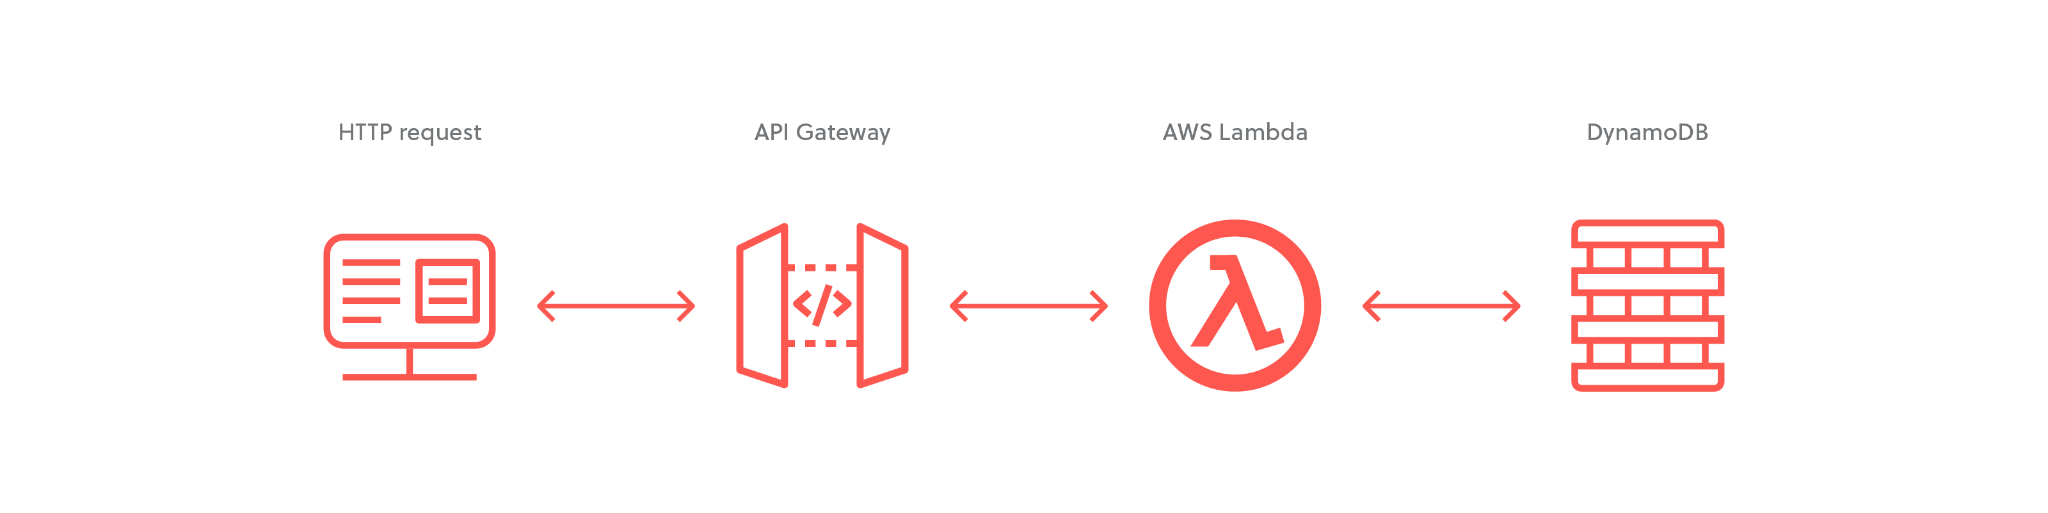 HTTP request
API Gateway
AWS Lambda
DynamoDB